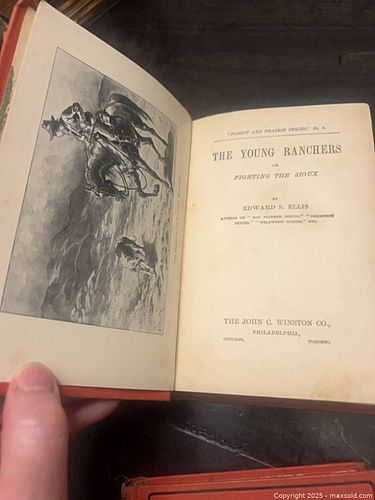 "FOREST AND PRAIRIE SERIES," No. 3.
THE YOUNG RANCHERS
OR
FIGHTING THE SIOUX
BY
EDWARD S. ELLIS
AUTHOR OF "BOY PIONEER SERIES," "DEERFOOT
SERIES," "WILDWOOD SERIES," ETC.
THE JOHN C. WINSTON CO.,
PHILADELPHIA,
CHICAGO, TORONTO.
Copyright 2025 - maxsold.com